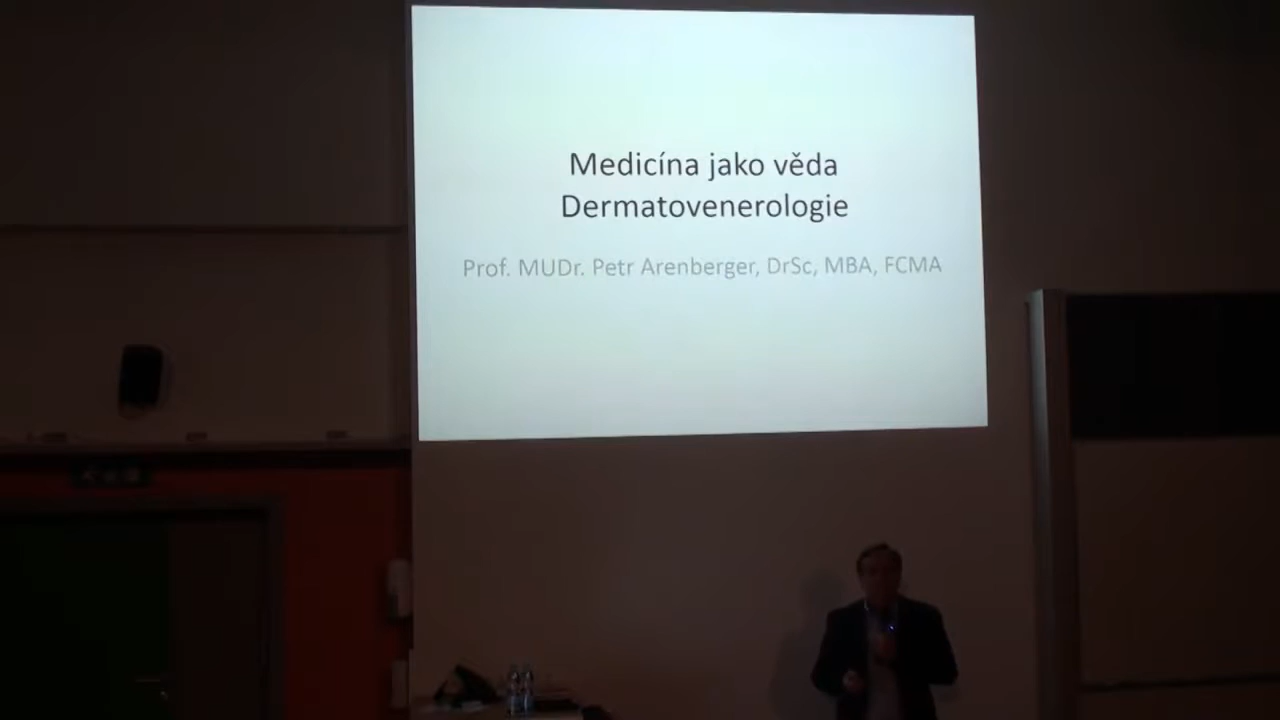 Medicína jako věda
Dermatovenerologie
Prof. MUDr. Petr Arenberger, DrSc, MBA, FCMA